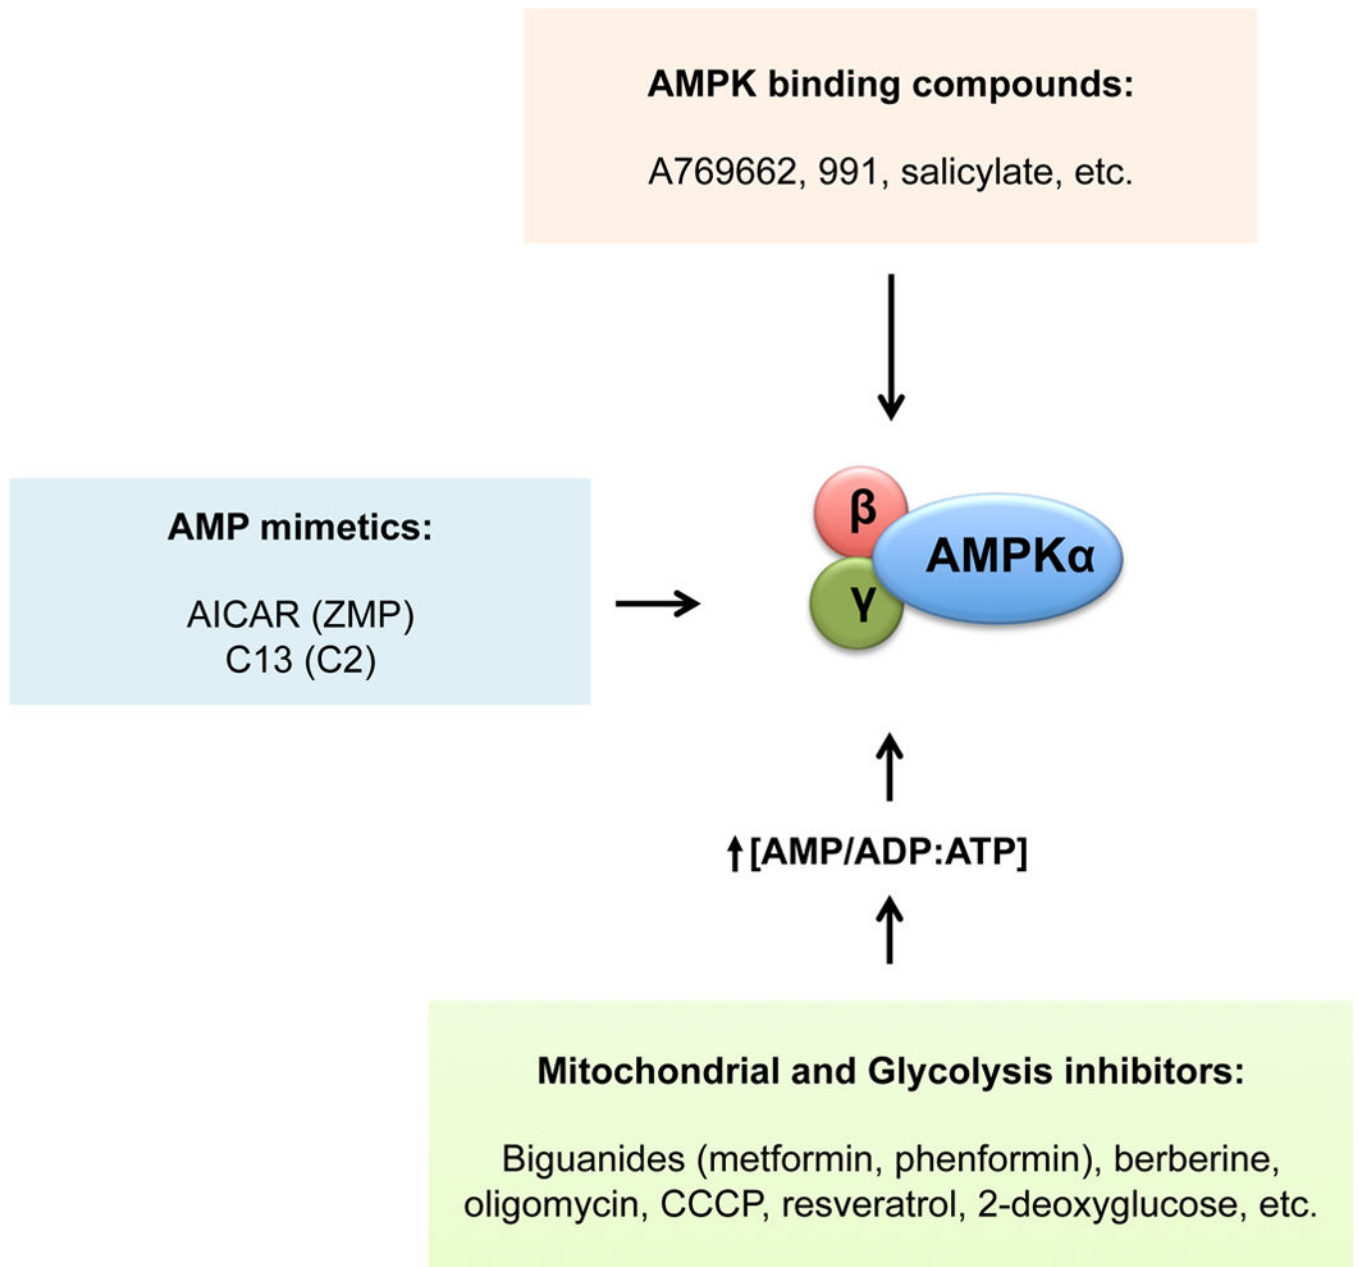 AMPK binding compounds:
A769662, 991, salicylate, etc.
AMP mimetics:
AICAR (ZMP)
C13 (C2)
β
AMPKα
γ
[AMP/ADP:ATP]
Mitochondrial and Glycolysis inhibitors:
Biguanides (metformin, phenformin), berberine,
oligomycin, CCCP, resveratrol, 2-deoxyglucose, etc.